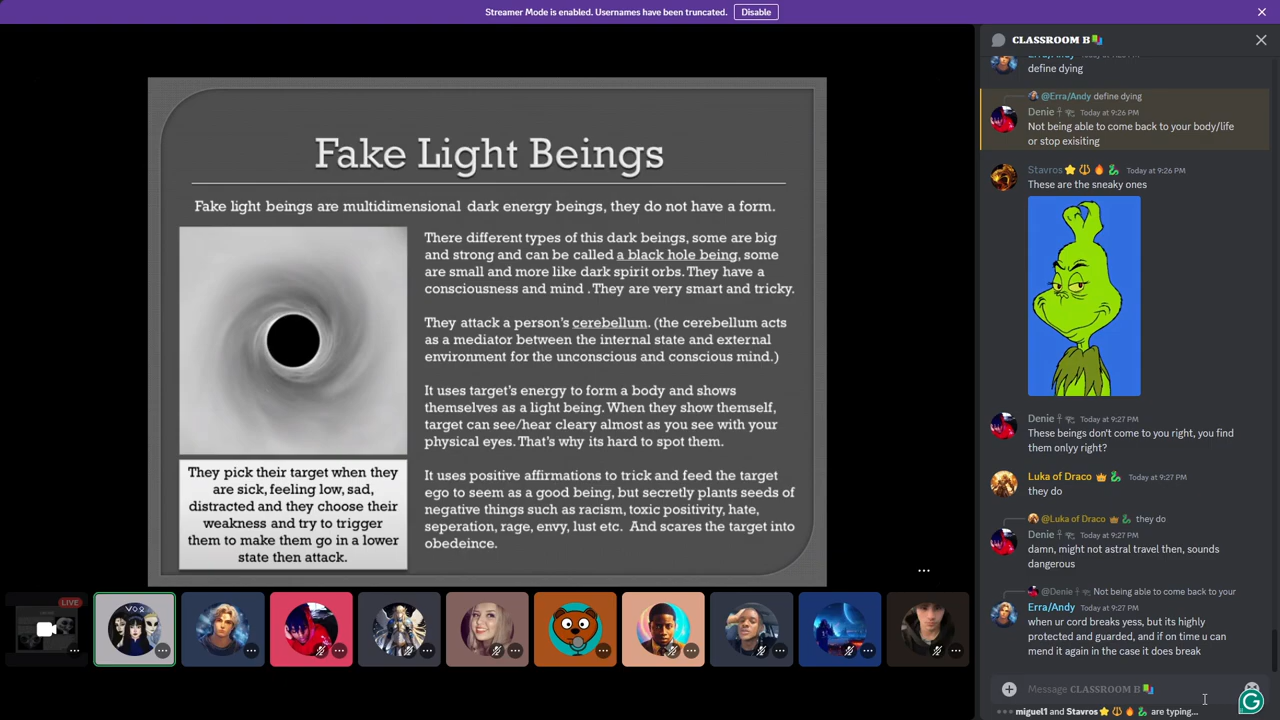 Streamer Mode is enabled. Usernames have been truncated. Disable
Fake Light Beings
Fake light beings are multidimensional dark energy beings, they do not have a form.
There different types of this dark beings, some are big
and strong and can be called a black hole being, some
are small and more like dark spirit orbs. They have a
consciousness and mind . They are very smart and tricky.
They attack a person's cerebellum. (the cerebellum acts
as a mediator between the internal state and external
environment for the unconscious and conscious mind.)
It uses target's energy to form a body and shows
themselves as a light being. When they show themself,
target can see/hear cleary almost as you see with your
physical eyes. That's why its hard to spot them.
It uses positive affirmations to trick and feed the target
ego to seem as a good being, but secretly plants seeds of
negative things such as racism, toxic positivity, hate,
seperation, rage, envy, lust etc. And scares the target into
obedeince.
They pick their target when they
are sick, feeling low, sad,
distracted and they choose their
weakness and try to trigger
them to make them go in a lower
state then attack.
LIVE
CLASSROOM B
define dying
@Erra/Andy define dying
Denie Today at 9:26 PM
Not being able to come back to your body/life
or stop exisiting
Stavros Today at 9:26 PM
These are the sneaky ones
Denie Today at 9:27 PM
These beings don't come to you right, you find
them onlyy right?
Luka of Draco Today at 9:27 PM
they do
@Luka of Draco they do
Denie Today at 9:27 PM
damn, might not astral travel then, sounds
dangerous
@Denie Not being able to come back to your
Erra/Andy Today at 9:27 PM
when ur cord breaks yess, but its highly
protected and guarded, and if on time u can
mend it again in the case it does break
Message CLASSROOM B
miguel1 and Stavros are typing...